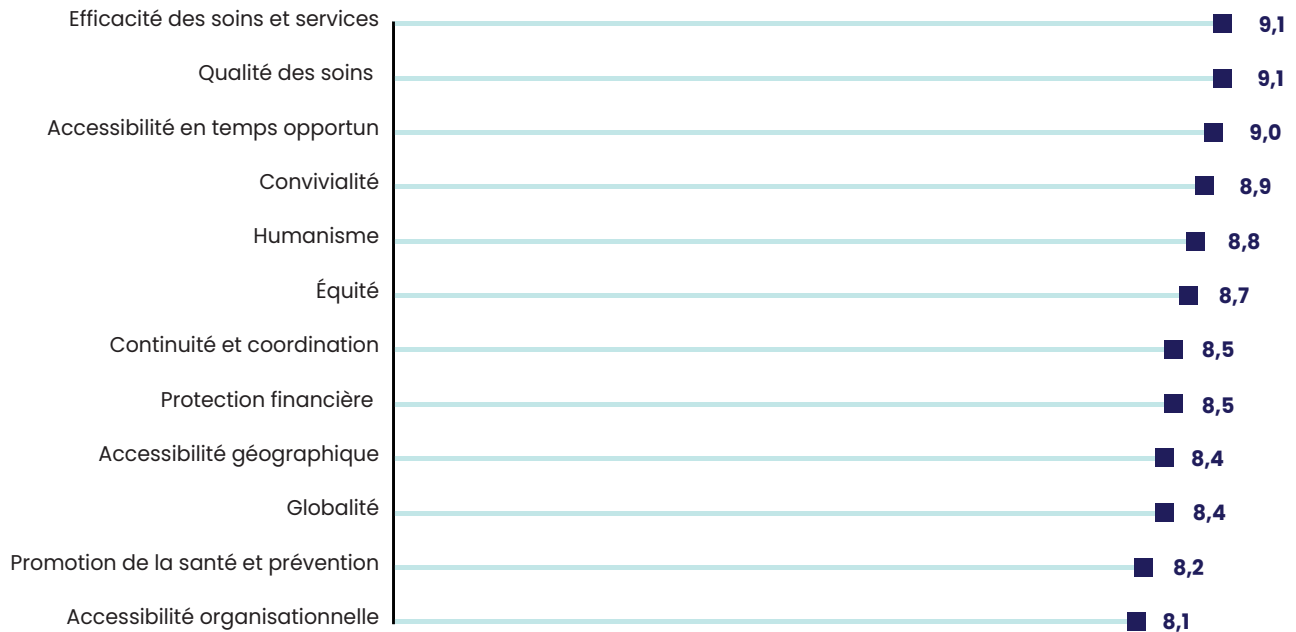 Efficacité des soins et services 9,1
Qualité des soins 9,1
Accessibilité en temps opportun 9,0
Convivialité 8,9
Humanisme 8,8
Équité 8,7
Continuité et coordination 8,5
Protection financière 8,5
Accessibilité géographique 8,4
Globalité 8,4
Promotion de la santé et prévention 8,2
Accessibilité organisationnelle 8,1